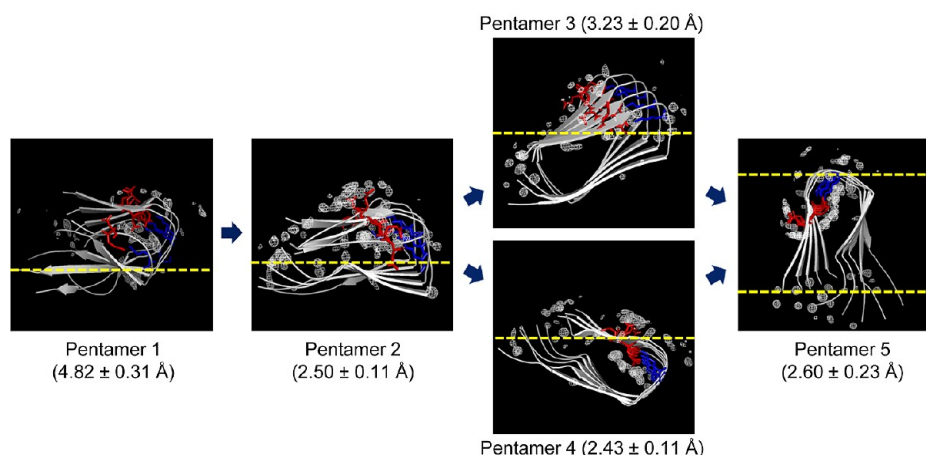 Pentamer 3 (3.23 ± 0.20 Å)
Pentamer 1
(4.82 ± 0.31 Å)
Pentamer 2
(2.50 ± 0.11 Å)
Pentamer 5
(2.60 ± 0.23 Å)
Pentamer 4 (2.43 ± 0.11 Å)